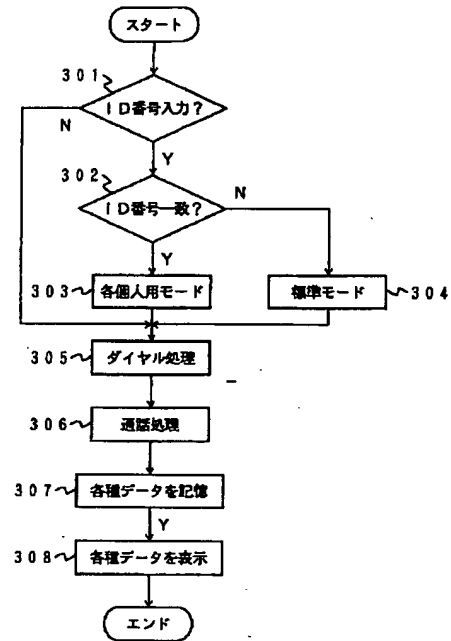 スタート
301
ID番号入力?
N
Y
302
ID番号一致?
N
Y
303 各個人用モード
標準モード 304
305 ダイヤル処理
306 通話処理
307 各種データを記憶
Y
308 各種データを表示
エンド